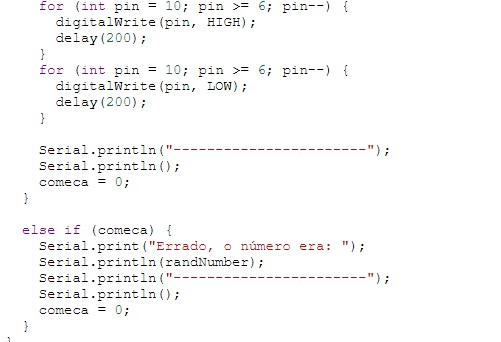 for (int pin = 10; pin >= 6; pin--) {
digitalWrite(pin, HIGH);
delay(200);
}
for (int pin = 10; pin >= 6; pin--) {
digitalWrite(pin, LOW);
delay(200);
}
Serial.println("-----------------------");
Serial.println();
comeca = 0;
}
else if (comeca) {
Serial.print("Errado, o número era: ");
Serial.println(randNumber);
Serial.println("-----------------------");
Serial.println();
comeca = 0;
}
}